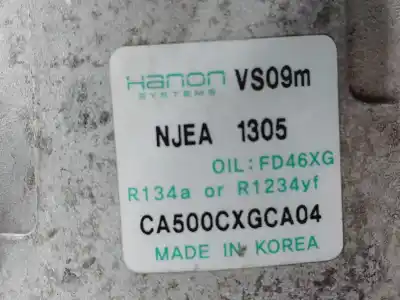 Hanon SYSTEMS VS09m
NJEA 1305
OIL: FD46XG
R134a or R1234yf
CA500CXGCA04
MADE IN KOREA